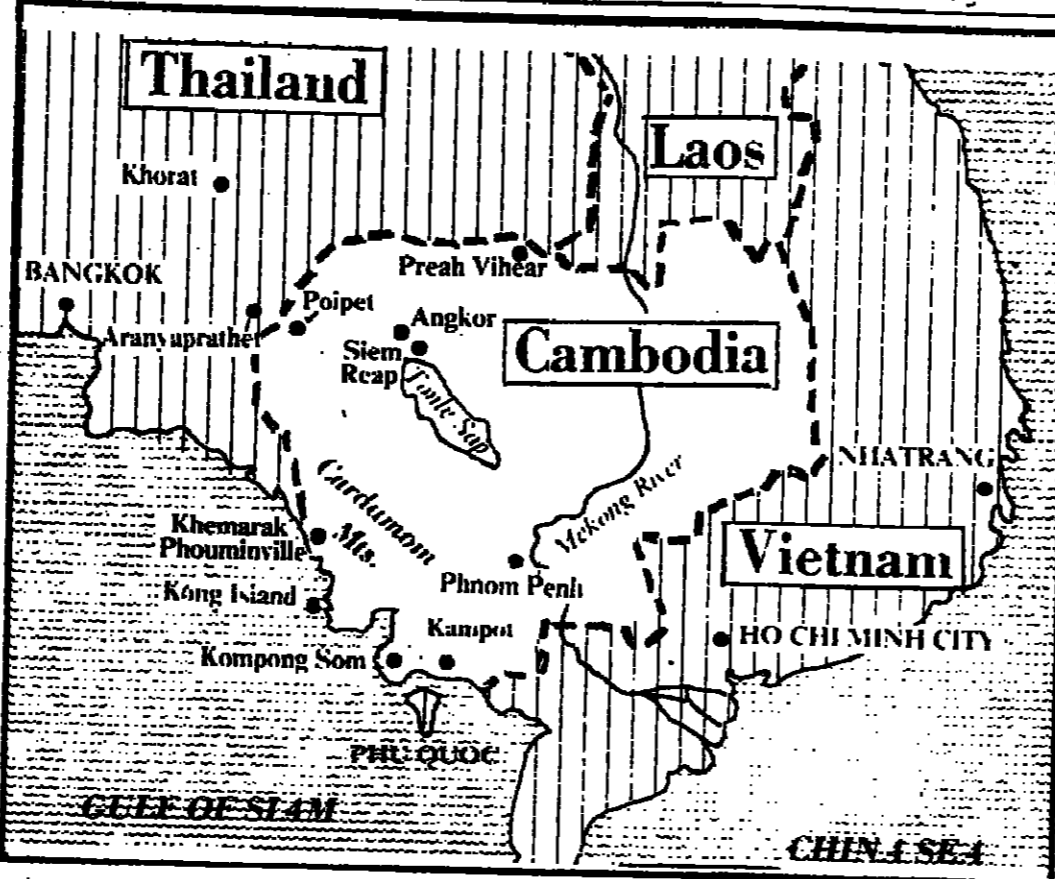 Thailand
Laos
Khorat
Preah Vihear
BANGKOK
Poipet
Aranyaprathet
Angkor
Siem
Reap
Cambodia
Tonle Sap
NHATRANG
Cardamom
Mts.
Mekong River
Khemarak
Phouminville
Vietnam
Phnom Penh
Kong Island
Kampot
HO CHI MINH CITY
Kompong Som
PHU QUOC
GULF OF SIAM
CHINA SEA